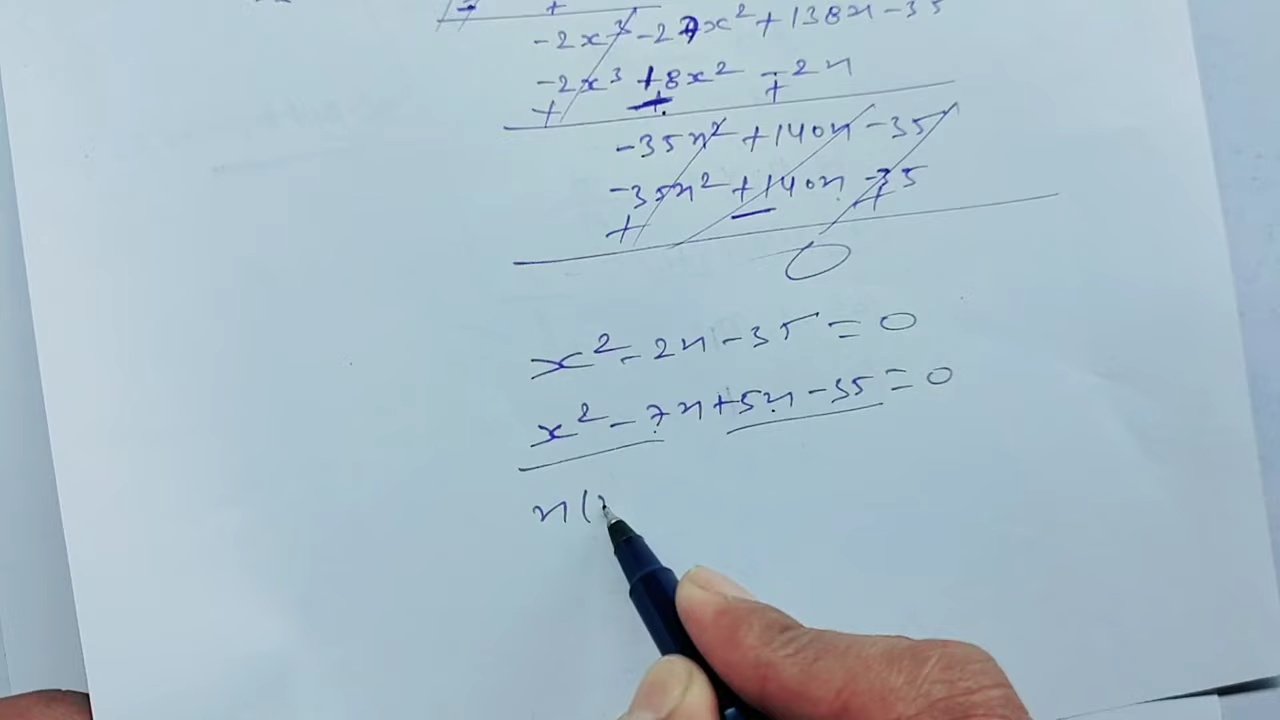 -2x³ -27x² + 138x - 35
-2x³ +8x² -2x
+ + +
-35x² + 140x - 35
-35x² + 140x - 35
+ - +
0
x² - 2x - 35 = 0
x² - 7x + 5x - 35 = 0
x(